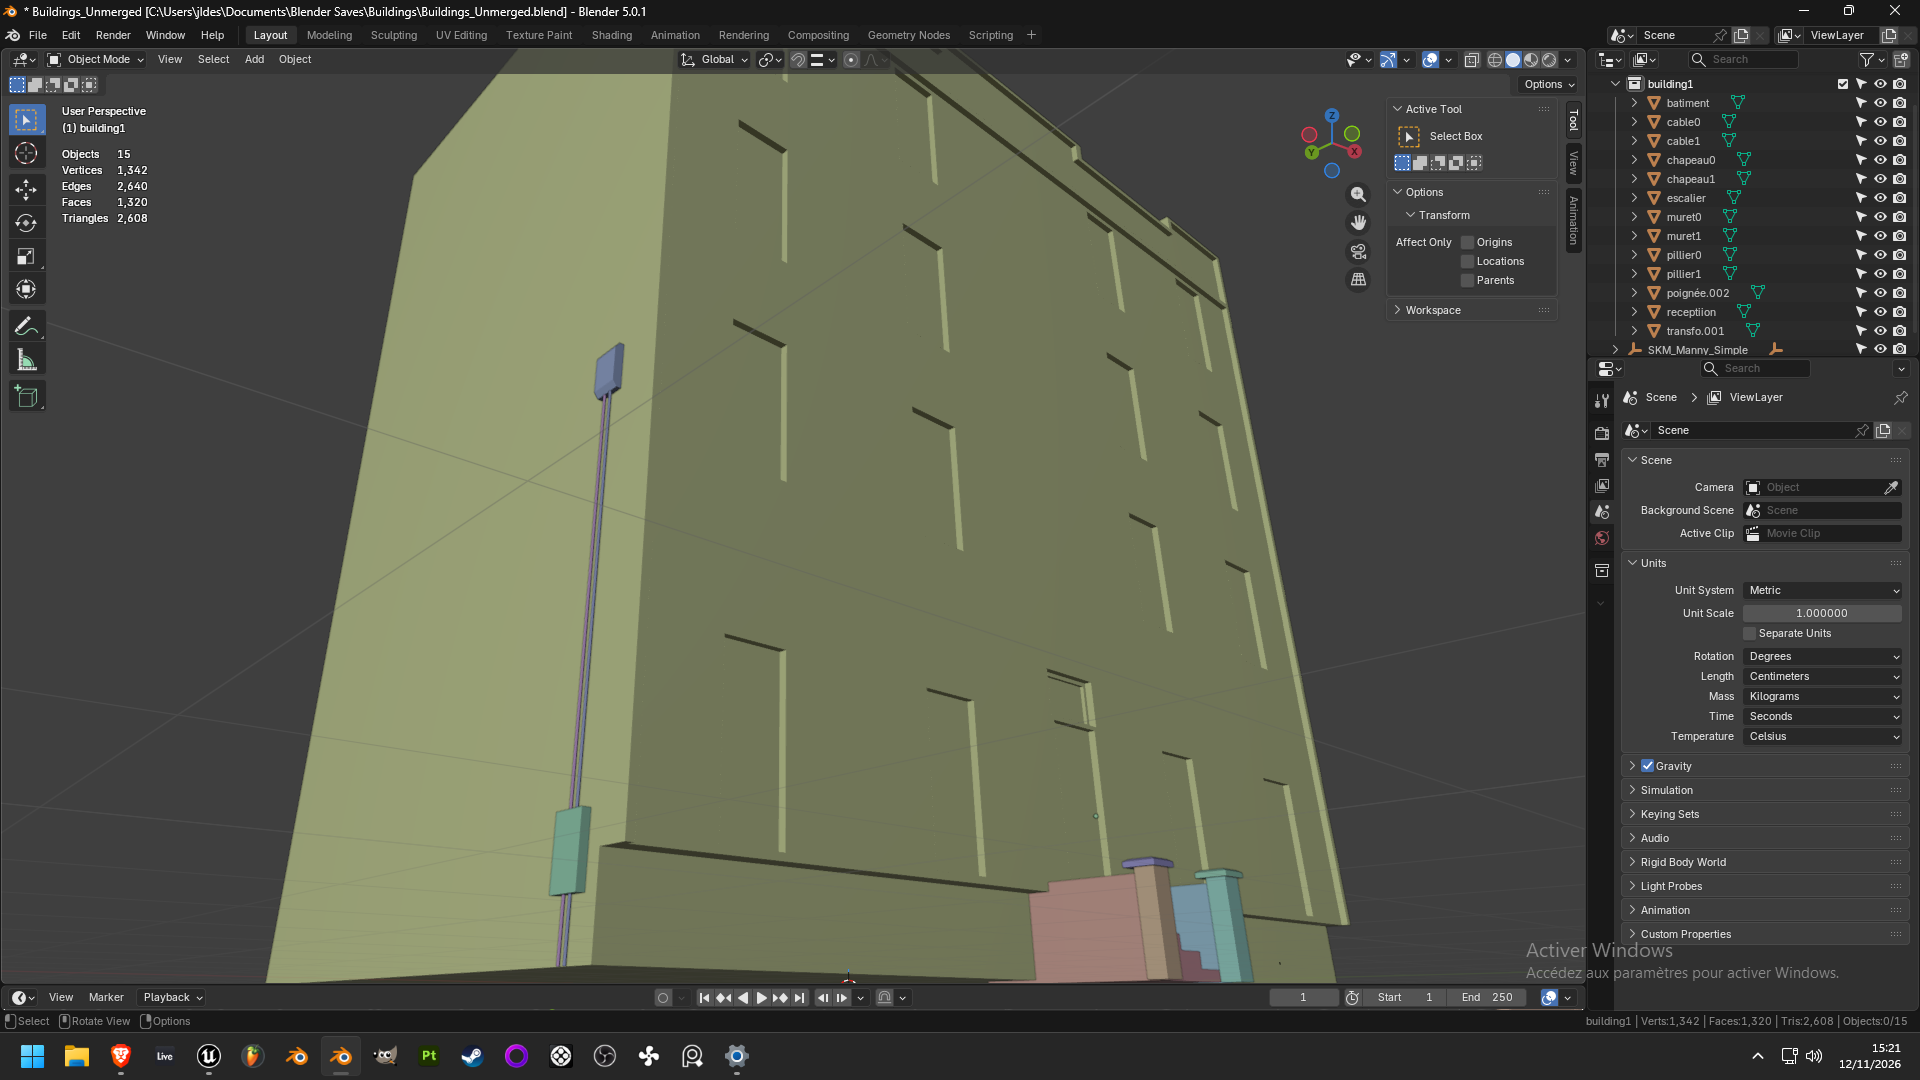 * Buildings_Unmerged [C:\Users\jldes\Documents\Blender Saves\Buildings\Buildings_Unmerged.blend] - Blender 5.0.1
File Edit Render Window Help Layout Modeling Sculpting UV Editing Texture Paint Shading Animation Rendering Compositing Geometry Nodes Scripting + Scene ViewLayer
Object Mode View Select Add Object Global Search
Options
User Perspective
(1) building1
Objects 15
Vertices 1,342
Edges 2,640
Faces 1,320
Triangles 2,608
Z
Y
X
Active Tool
Select Box
Options
Transform
Affect Only Origins
Locations
Parents
Workspace
Tool
View
Animation
building1
batiment
cable0
cable1
chapeau0
chapeau1
escalier
muret0
muret1
pillier0
pillier1
poignée.002
receptiion
transfo.001
SKM_Manny_Simple
Search
Scene > ViewLayer
Scene
Scene
Camera Object
Background Scene Scene
Active Clip Movie Clip
Units
Unit System Metric
Unit Scale 1.000000
Separate Units
Rotation Degrees
Length Centimeters
Mass Kilograms
Time Seconds
Temperature Celsius
Gravity
Simulation
Keying Sets
Audio
Rigid Body World
Light Probes
Animation
Custom Properties
Activer Windows
Accédez aux paramètres pour activer Windows.
View Marker Playback 1 Start 1 End 250
Select Rotate View Options building1 | Verts:1,342 | Faces:1,320 | Tris:2,608 | Objects:0/15
Live
Pt
15:21
12/11/2026